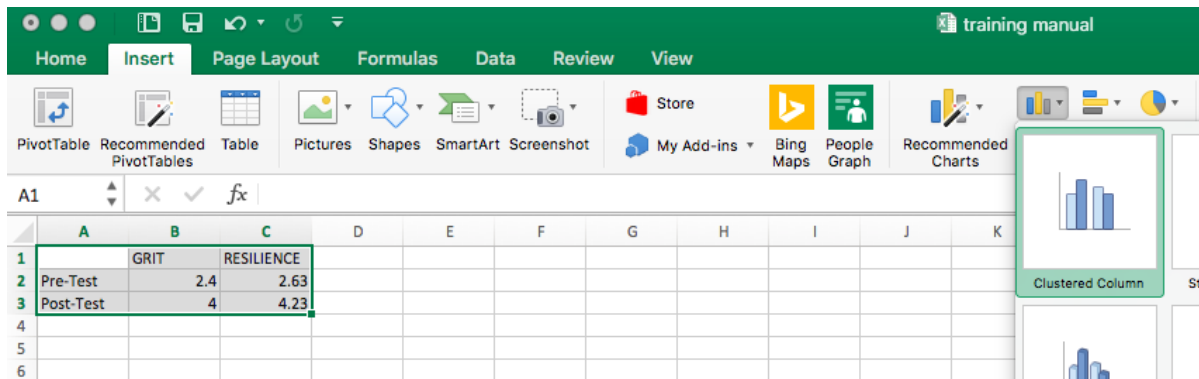 training manual
Home Insert Page Layout Formulas Data Review View
PivotTable Recommended PivotTables Table Pictures Shapes SmartArt Screenshot Store My Add-ins Bing Maps People Graph Recommended Charts
A1 fx
A B C D E F G H I J K
1 GRIT RESILIENCE
2 Pre-Test 2.4 2.63
3 Post-Test 4 4.23
4
5
6
Clustered Column St